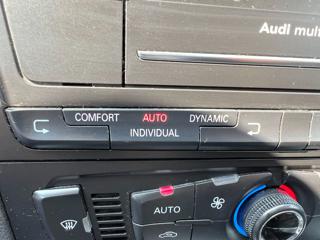 Audi mult
COMFORT AUTO DYNAMIC
INDIVIDUAL
AUTO